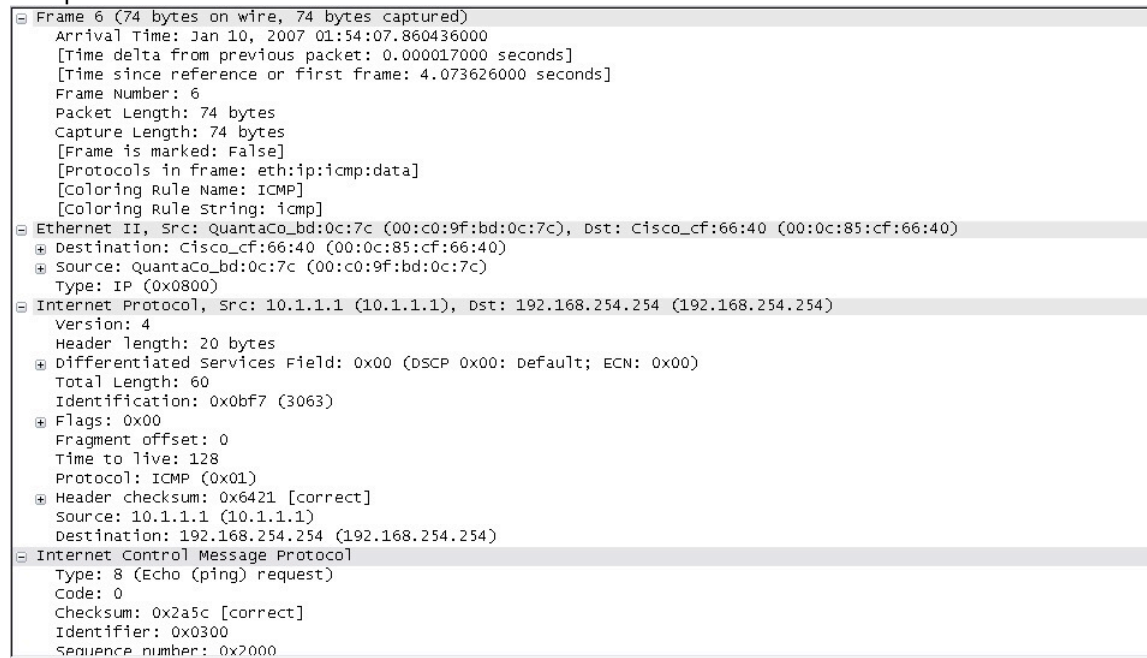 Frame 6 (74 bytes on wire, 74 bytes captured)
Arrival Time: Jan 10, 2007 01:54:07.860436000
[Time delta from previous packet: 0.000017000 seconds]
[Time since reference or first frame: 4.073626000 seconds]
Frame Number: 6
Packet Length: 74 bytes
Capture Length: 74 bytes
[Frame is marked: False]
[Protocols in frame: eth:ip:icmp:data]
[Coloring Rule Name: ICMP]
[Coloring Rule String: icmp]
Ethernet II, Src: QuantaCo_bd:0c:7c (00:c0:9f:bd:0c:7c), Dst: Cisco_cf:66:40 (00:0c:85:cf:66:40)
Destination: Cisco_cf:66:40 (00:0c:85:cf:66:40)
Source: QuantaCo_bd:0c:7c (00:c0:9f:bd:0c:7c)
Type: IP (0x0800)
Internet Protocol, Src: 10.1.1.1 (10.1.1.1), Dst: 192.168.254.254 (192.168.254.254)
Version: 4
Header length: 20 bytes
Differentiated Services Field: 0x00 (DSCP 0x00: Default; ECN: 0x00)
Total Length: 60
Identification: 0x0bf7 (3063)
Flags: 0x00
Fragment offset: 0
Time to live: 128
Protocol: ICMP (0x01)
Header checksum: 0x6421 [correct]
Source: 10.1.1.1 (10.1.1.1)
Destination: 192.168.254.254 (192.168.254.254)
Internet Control Message Protocol
Type: 8 (Echo (ping) request)
Code: 0
Checksum: 0x2a5c [correct]
Identifier: 0x0300
Sequence number: 0x2000